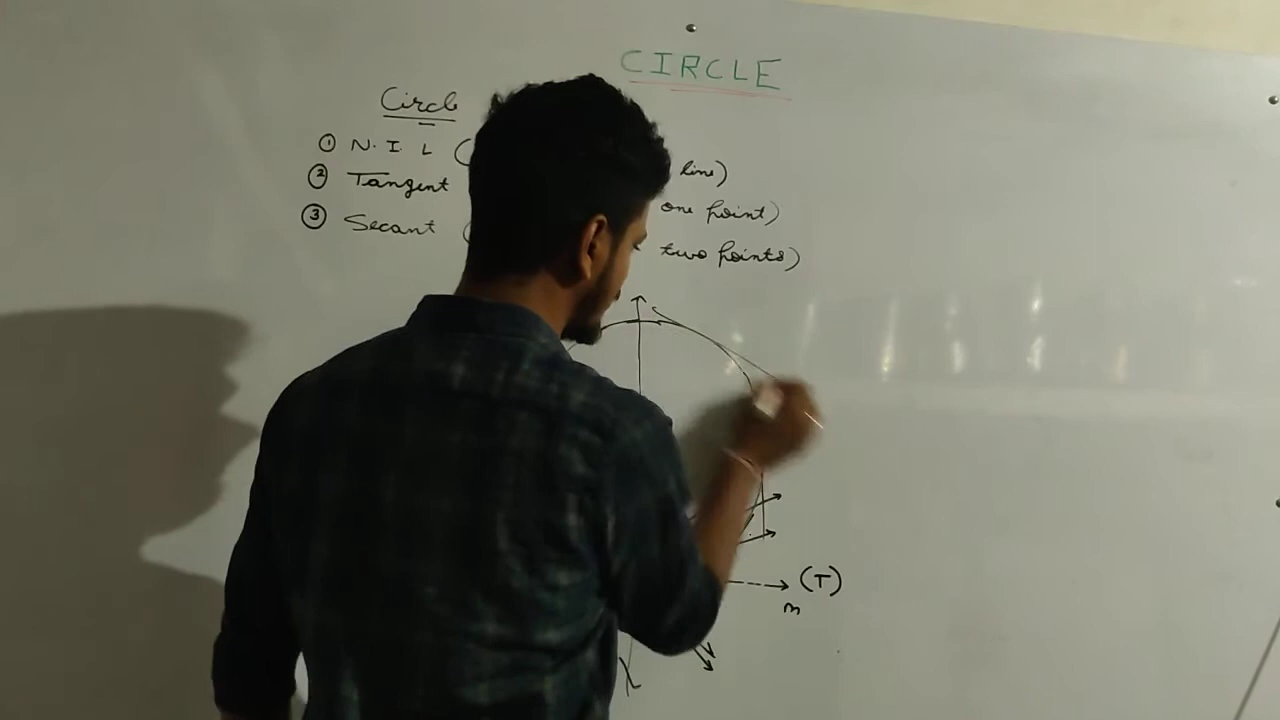 CIRCLE
Circle
① N.I L ( line)
② Tangent one point)
③ Secant ( two points)
(T)
m